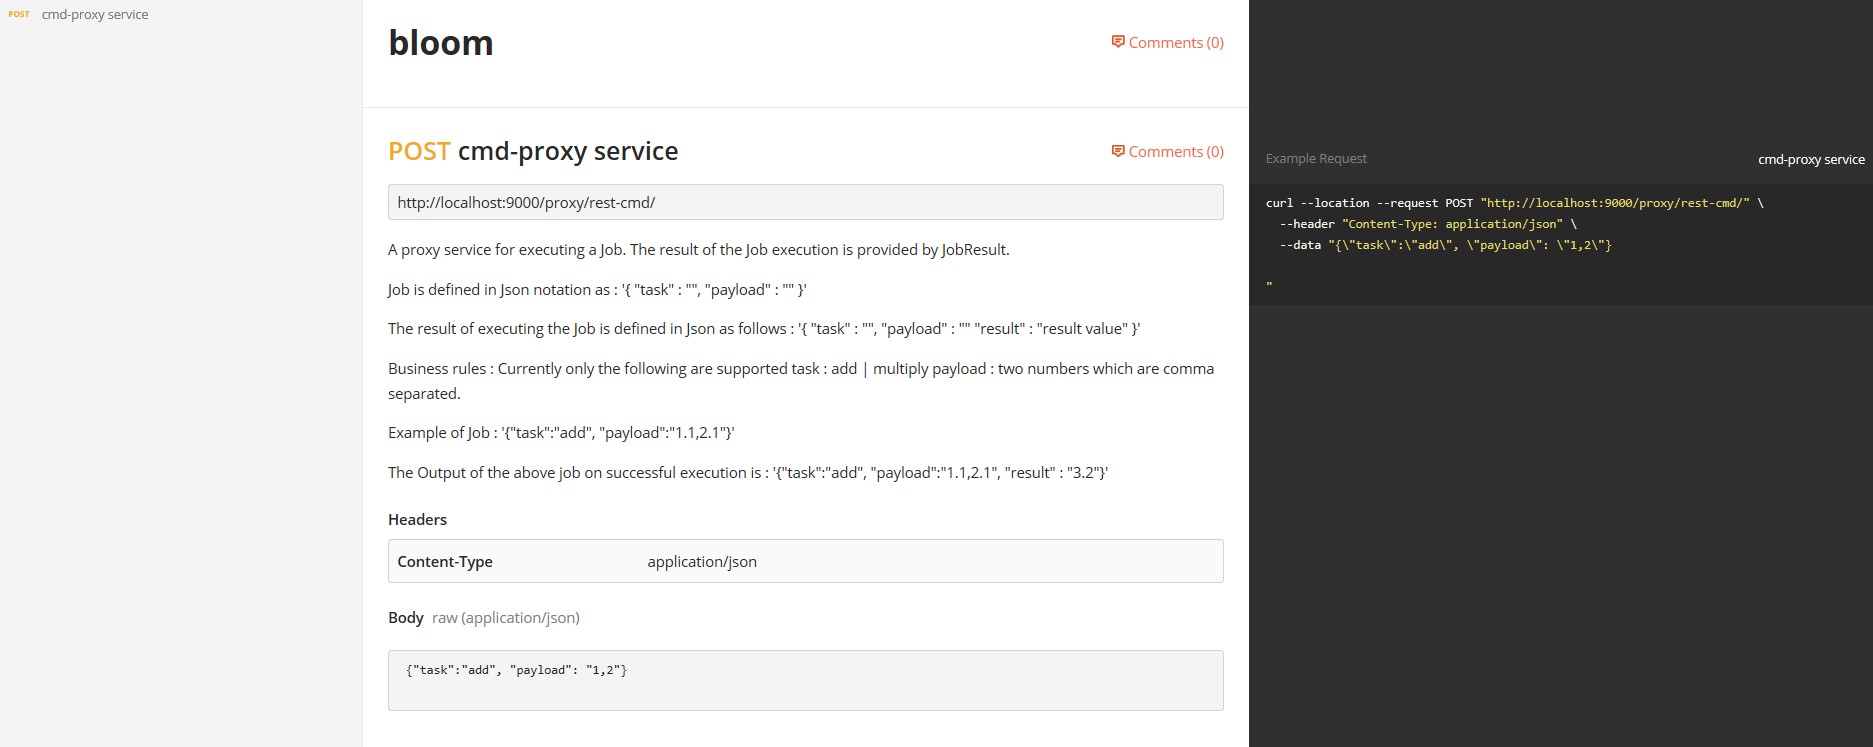 POST cmd-proxy service
bloom
Comments (0)
POST cmd-proxy service
Comments (0)
http://localhost:9000/proxy/rest-cmd/
A proxy service for executing a Job. The result of the Job execution is provided by JobResult.
Job is defined in Json notation as : '{ "task" : "", "payload" : "" }'
The result of executing the Job is defined in Json as follows : '{ "task" : "", "payload" : "" "result" : "result value" }'
Business rules : Currently only the following are supported task : add | multiply payload : two numbers which are comma
separated.
Example of Job : '{"task":"add", "payload":"1.1,2.1"}'
The Output of the above job on successful execution is : '{"task":"add", "payload":"1.1,2.1", "result" : "3.2"}'
Headers
Content-Type application/json
Body raw (application/json)
{"task":"add", "payload": "1,2"}
Example Request
cmd-proxy service
curl --location --request POST "http://localhost:9000/proxy/rest-cmd/" \
--header "Content-Type: application/json" \
--data "{\"task\":\"add\", \"payload\": \"1,2\"}
"